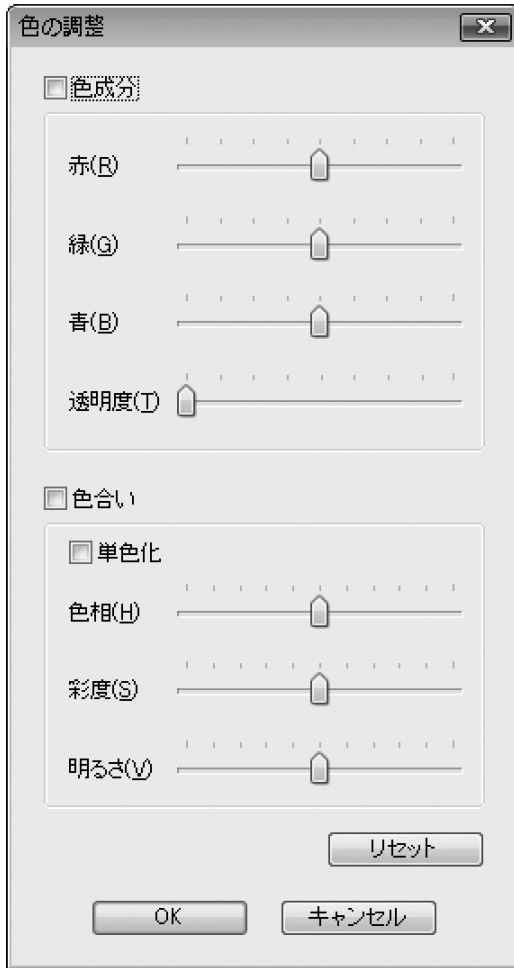 色の調整
色成分
赤(R)
緑(G)
青(B)
透明度(T)
色合い
単色化
色相(H)
彩度(S)
明るさ(V)
リセット
OK キャンセル